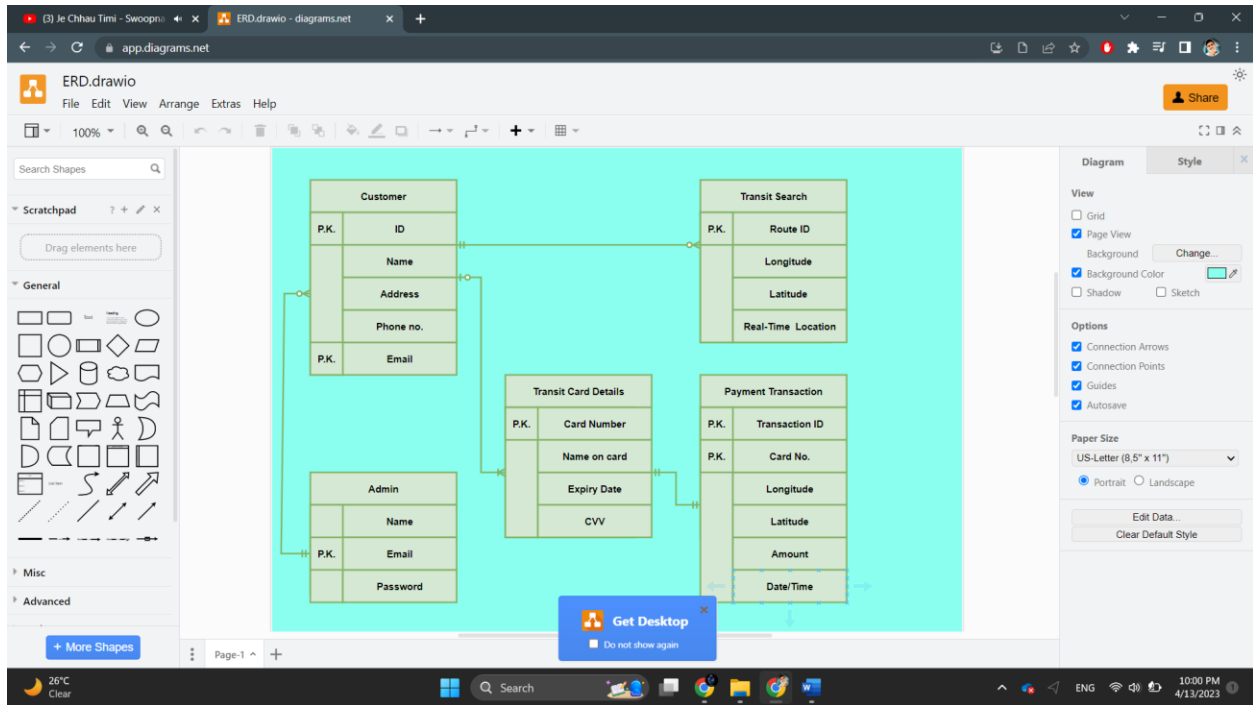 (3) Je Chhau Timi - Swoopna
ERD.drawio - diagrams.net
app.diagrams.net
ERD.drawio
File Edit View Arrange Extras Help
Share
100%
Search Shapes
Scratchpad
Drag elements here
General
Text
Heading
Misc
Advanced
+ More Shapes
Customer
P.K. ID
Name
Address
Phone no.
P.K. Email
Transit Search
P.K. Route ID
Longitude
Latitude
Real-Time Location
Transit Card Details
P.K. Card Number
Name on card
Expiry Date
CVV
Payment Transaction
P.K. Transaction ID
P.K. Card No.
Longitude
Latitude
Amount
Date/Time
Admin
Name
P.K. Email
Password
Get Desktop
Do not show again
Page-1
Diagram Style
View
Grid
Page View
Background Change...
Background Color
Shadow Sketch
Options
Connection Arrows
Connection Points
Guides
Autosave
Paper Size
US-Letter (8,5" x 11")
Portrait Landscape
Edit Data...
Clear Default Style
26°C
Clear
Search
ENG
10:00 PM
4/13/2023
1